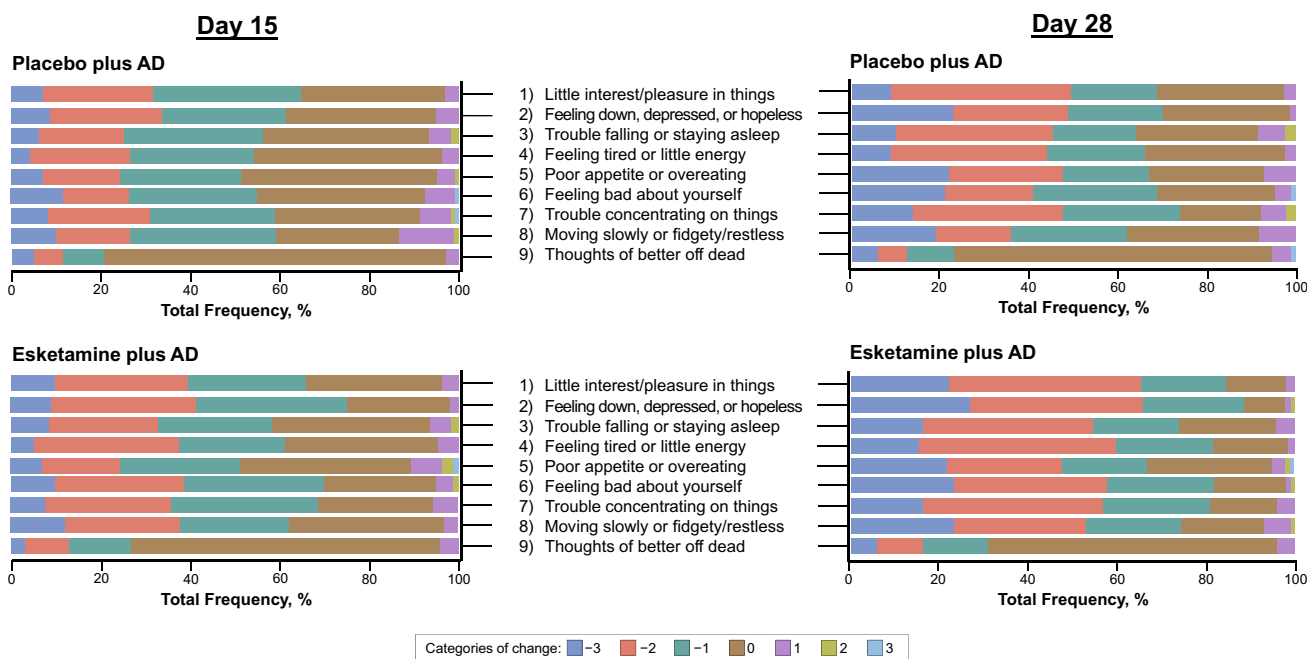 Day 15
Day 28
Placebo plus AD
Placebo plus AD
1) Little interest/pleasure in things
2) Feeling down, depressed, or hopeless
3) Trouble falling or staying asleep
4) Feeling tired or little energy
5) Poor appetite or overeating
6) Feeling bad about yourself
7) Trouble concentrating on things
8) Moving slowly or fidgety/restless
9) Thoughts of better off dead
0 20 40 60 80 100
Total Frequency, %
0 20 40 60 80 100
Total Frequency, %
Esketamine plus AD
Esketamine plus AD
1) Little interest/pleasure in things
2) Feeling down, depressed, or hopeless
3) Trouble falling or staying asleep
4) Feeling tired or little energy
5) Poor appetite or overeating
6) Feeling bad about yourself
7) Trouble concentrating on things
8) Moving slowly or fidgety/restless
9) Thoughts of better off dead
0 20 40 60 80 100
Total Frequency, %
0 20 40 60 80 100
Total Frequency, %
Categories of change: −3 −2 −1 0 1 2 3